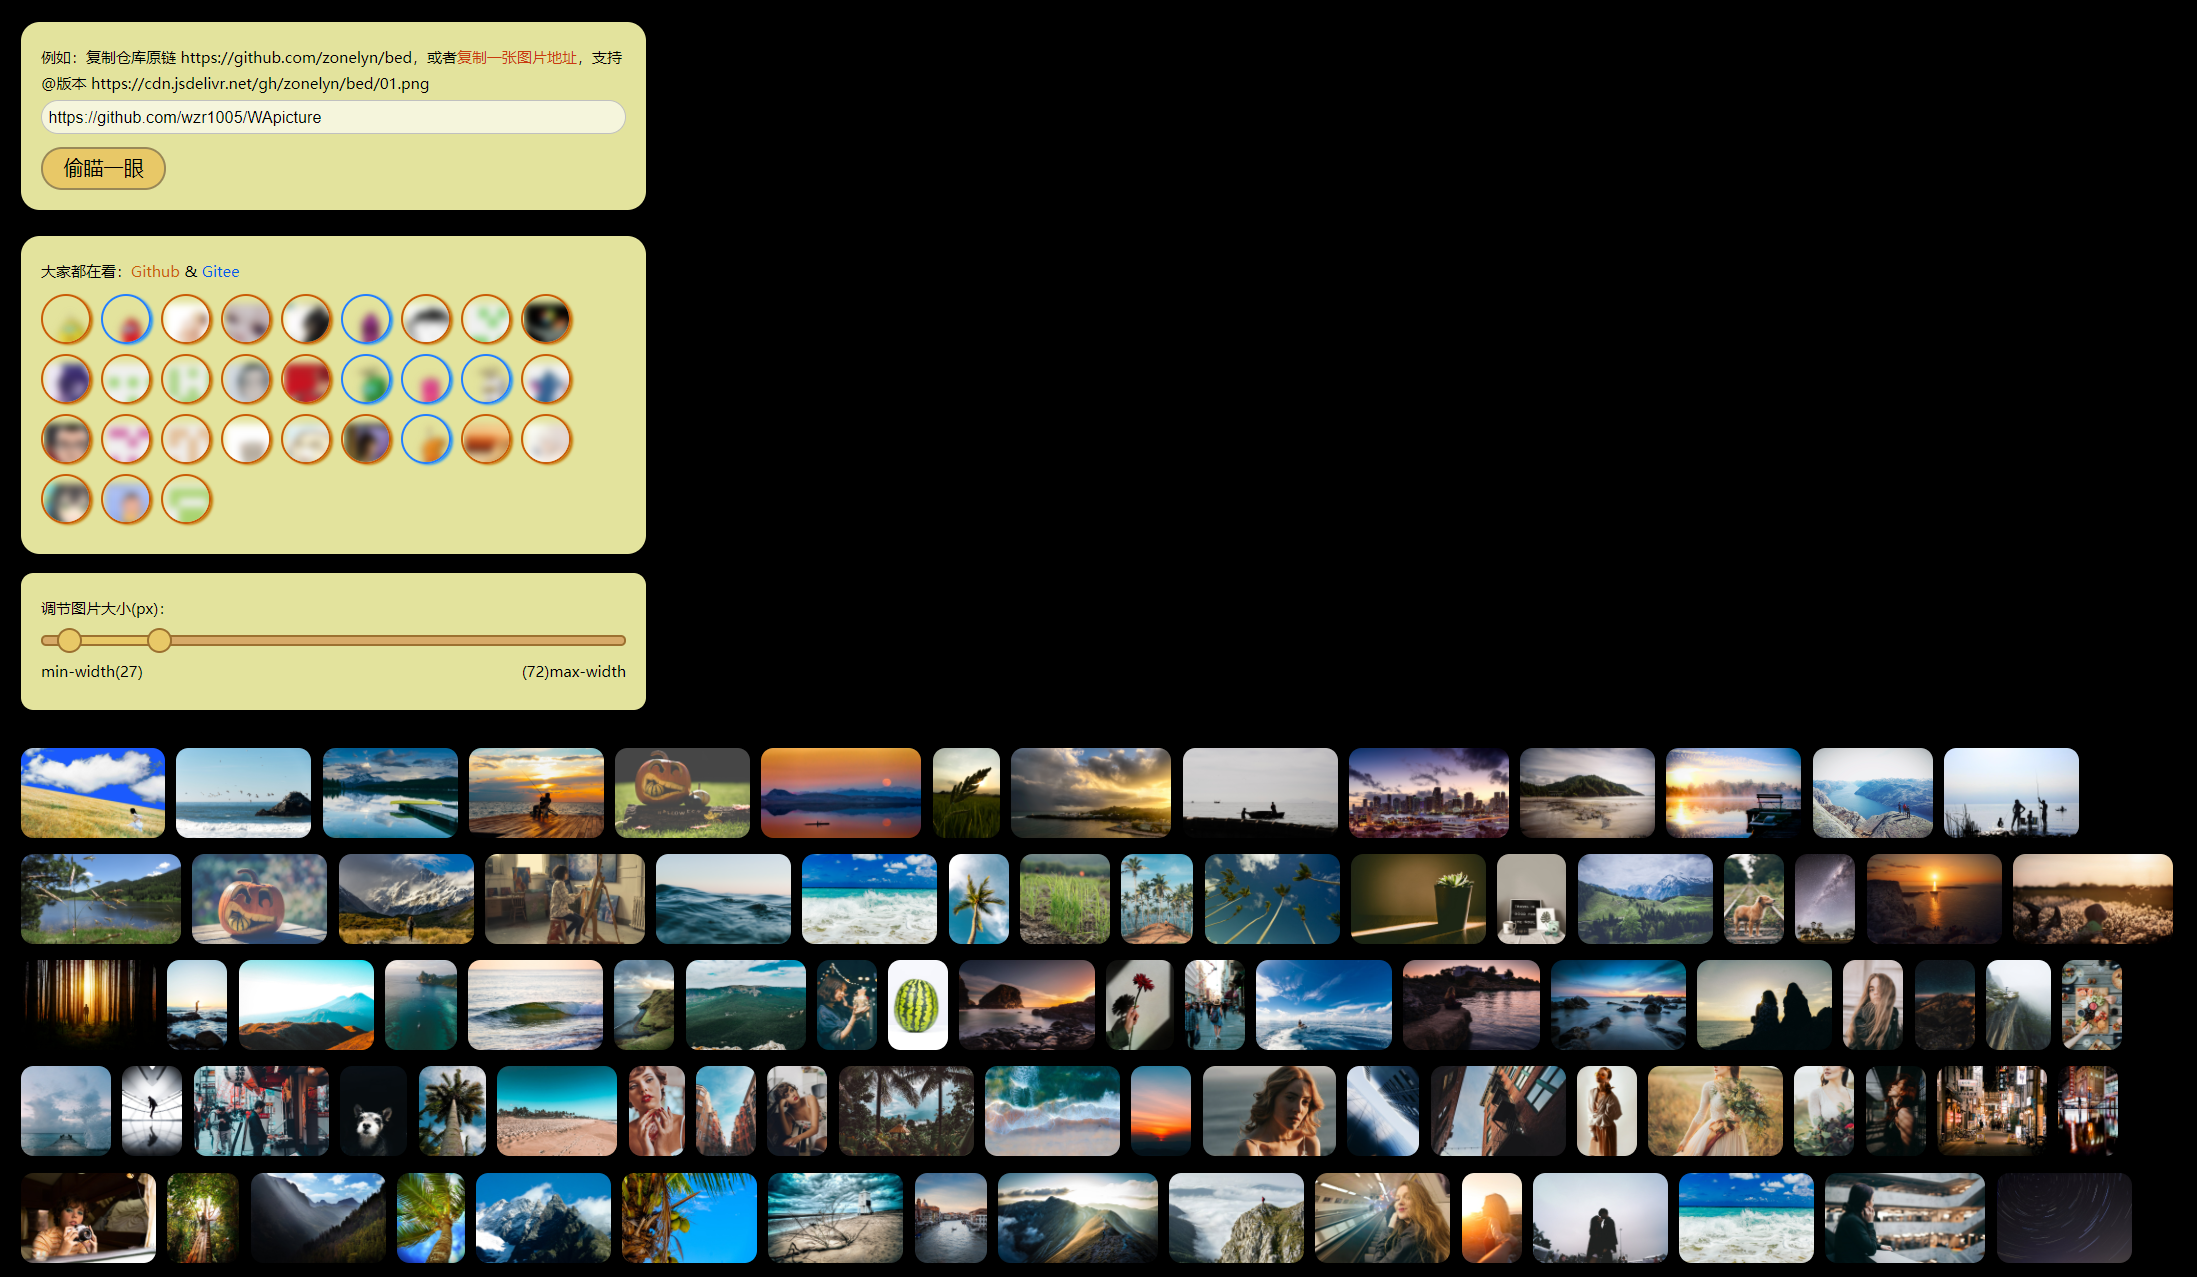 例如：复制仓库原链 https://github.com/zonelyn/bed，或者复制一张图片地址，支持
@版本 https://cdn.jsdelivr.net/gh/zonelyn/bed/01.png
https://github.com/wzr1005/WApicture
偷瞄一眼
大家都在看：Github & Gitee
调节图片大小(px)：
min-width(27) (72)max-width